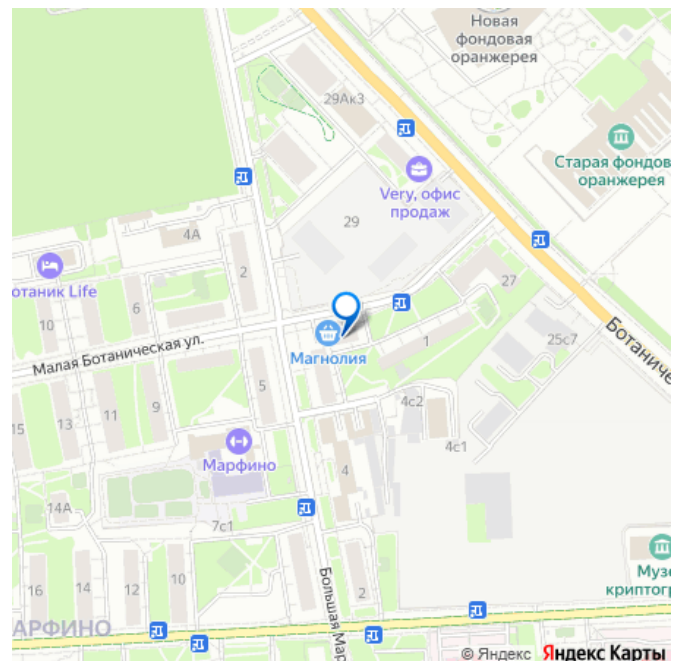 Новая
фондовая
оранжерея
29Ак3
Старая фондов
оранжерея
Very, офис
продаж
29
4А
2
отаник Life
6
10
27
Малая Ботаническая ул.
Магнолия
1
25с7
Ботаниче
5
9
11
13
15
4с2
4с1
Марфино
4
14А
7с1
16
14
12
10
2
Большая Мар
Музе
криптогр
АРФИНО
© Яндекс Яндекс Карты